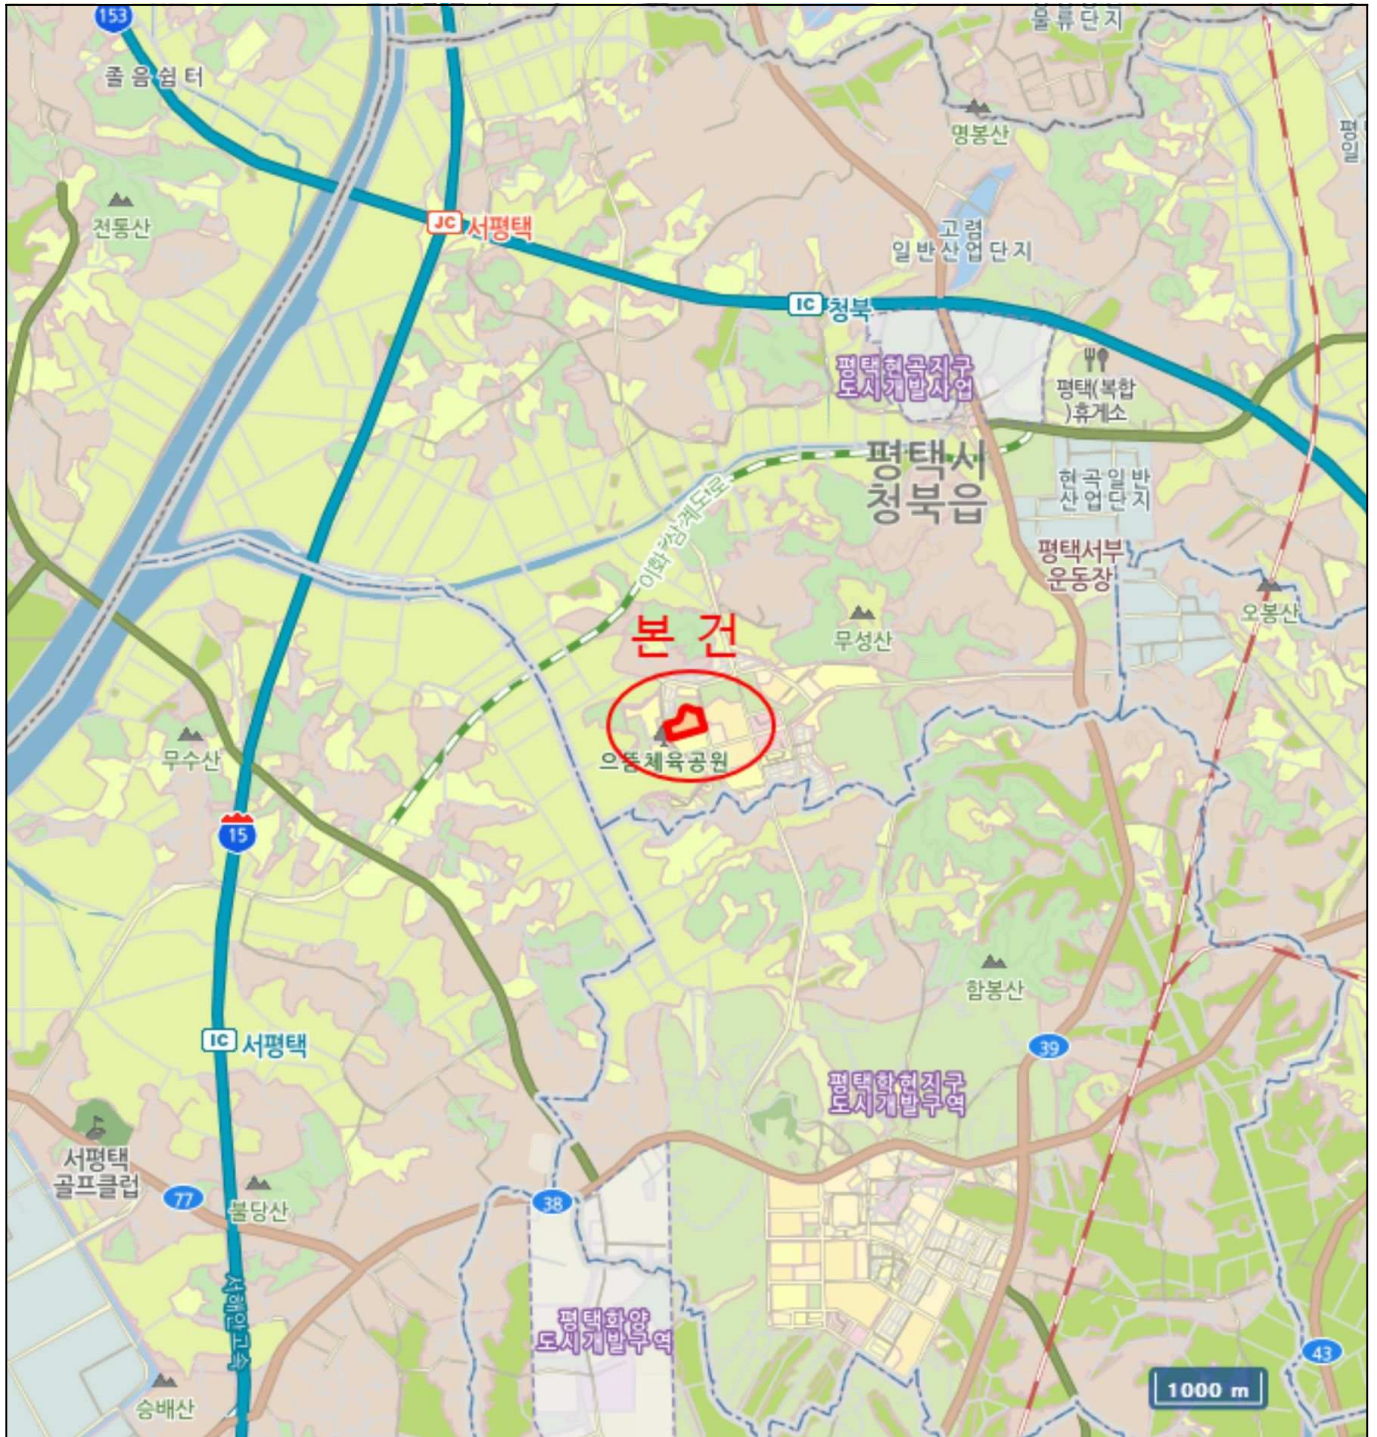 153
물류단지
졸음쉼터
명봉산
평
일
전동산
JC 서평택
고렴
일반산업단지
IC 청북
평택현곡지구
도시개발사업
평택(복합
)휴게소
평택시
청북읍
현곡일반
산업단지
이화~삼계도로
평택서부
운동장
오봉산
본 건
무성산
무수산
으뜸체육공원
15
함봉산
IC 서평택
39
평택학현지구
도시개발구역
서평택
골프클럽
77
불당산
38
서해안고속
평택화양
도시개발구역
43
1000 m
승배산